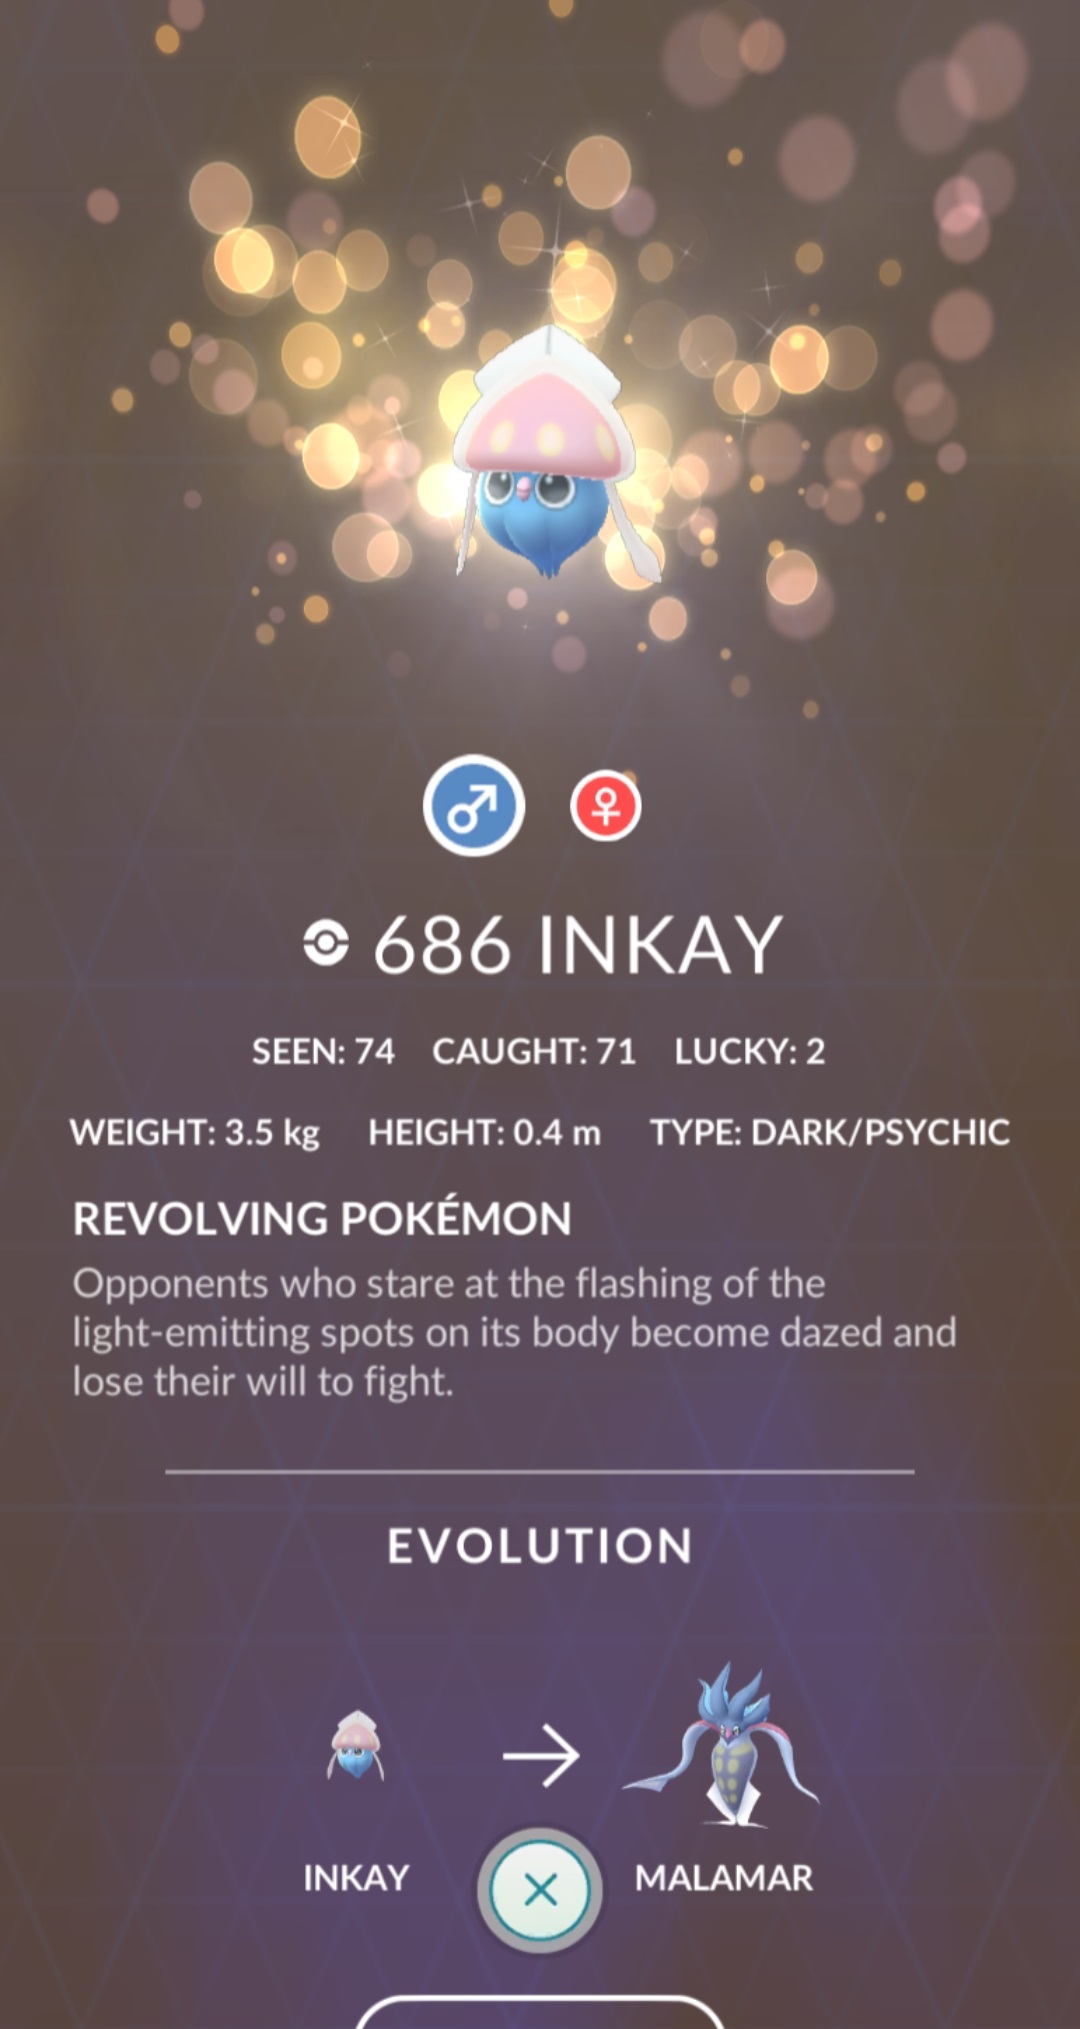 686 INKAY
SEEN: 74 CAUGHT: 71 LUCKY: 2
WEIGHT: 3.5 kg HEIGHT: 0.4 m TYPE: DARK/PSYCHIC
REVOLVING POKÉMON
Opponents who stare at the flashing of the
light-emitting spots on its body become dazed and
lose their will to fight.
EVOLUTION
INKAY MALAMAR